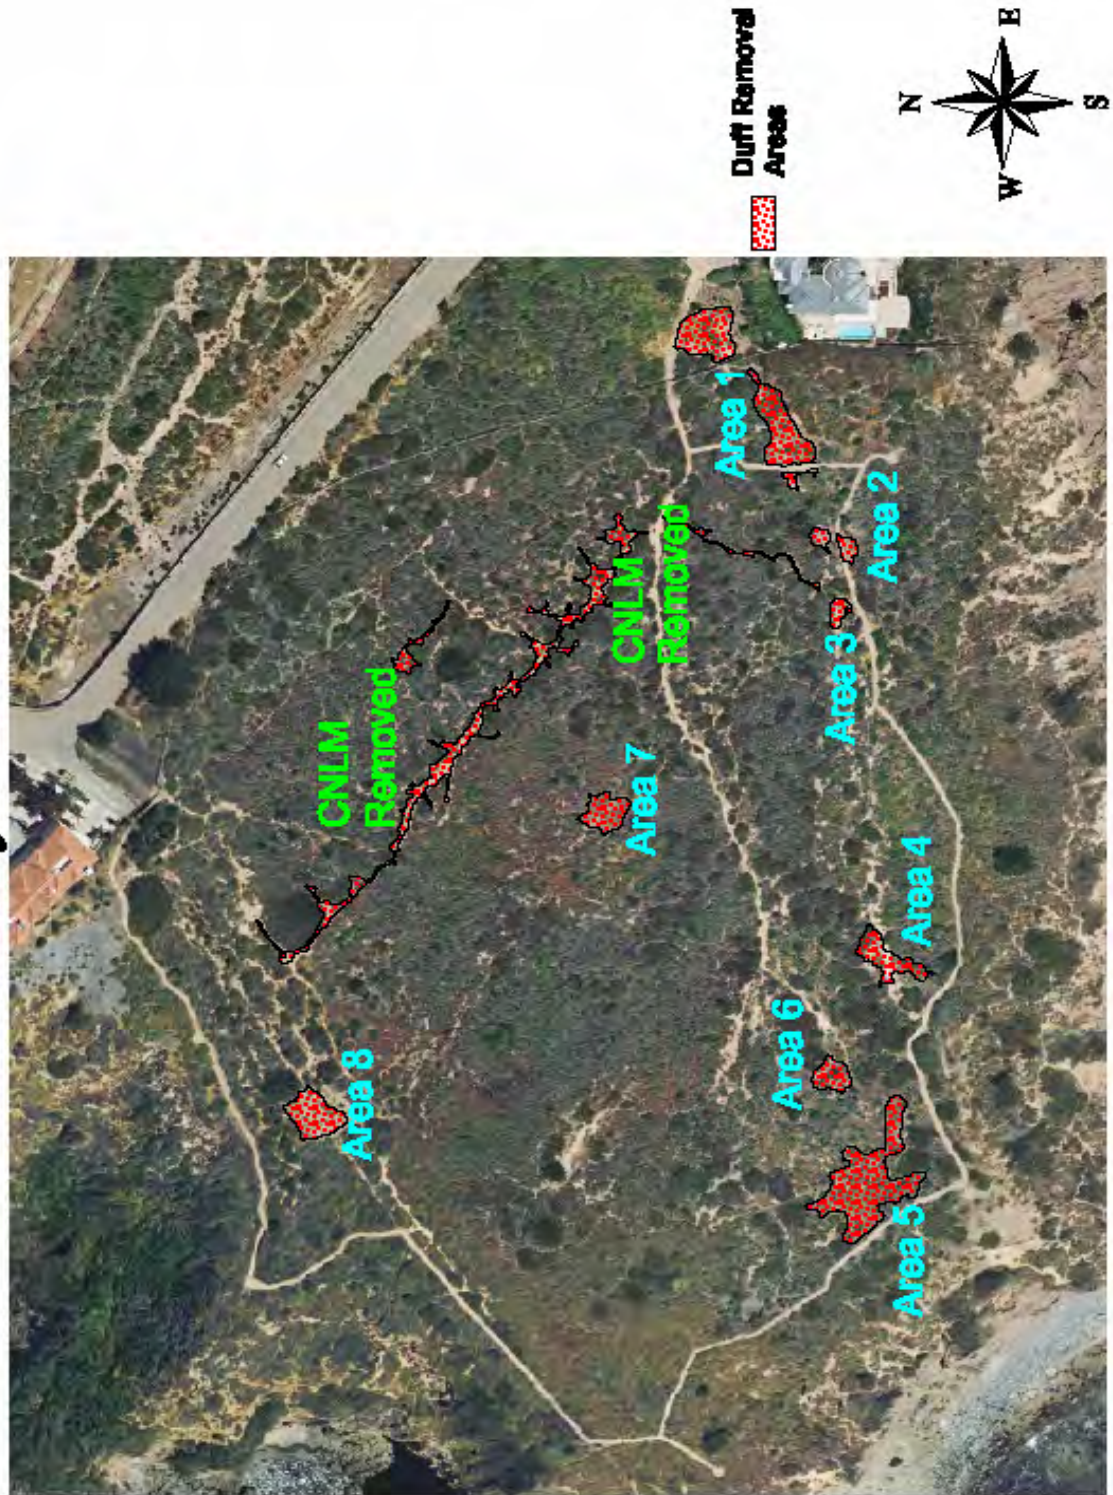 Duff Removal
Areas
N
E
S
W
Area 1
Area 2
Area 3
CNLM
Removed
CNLM
Removed
Area 7
Area 4
Area 6
Area 8
Area 5